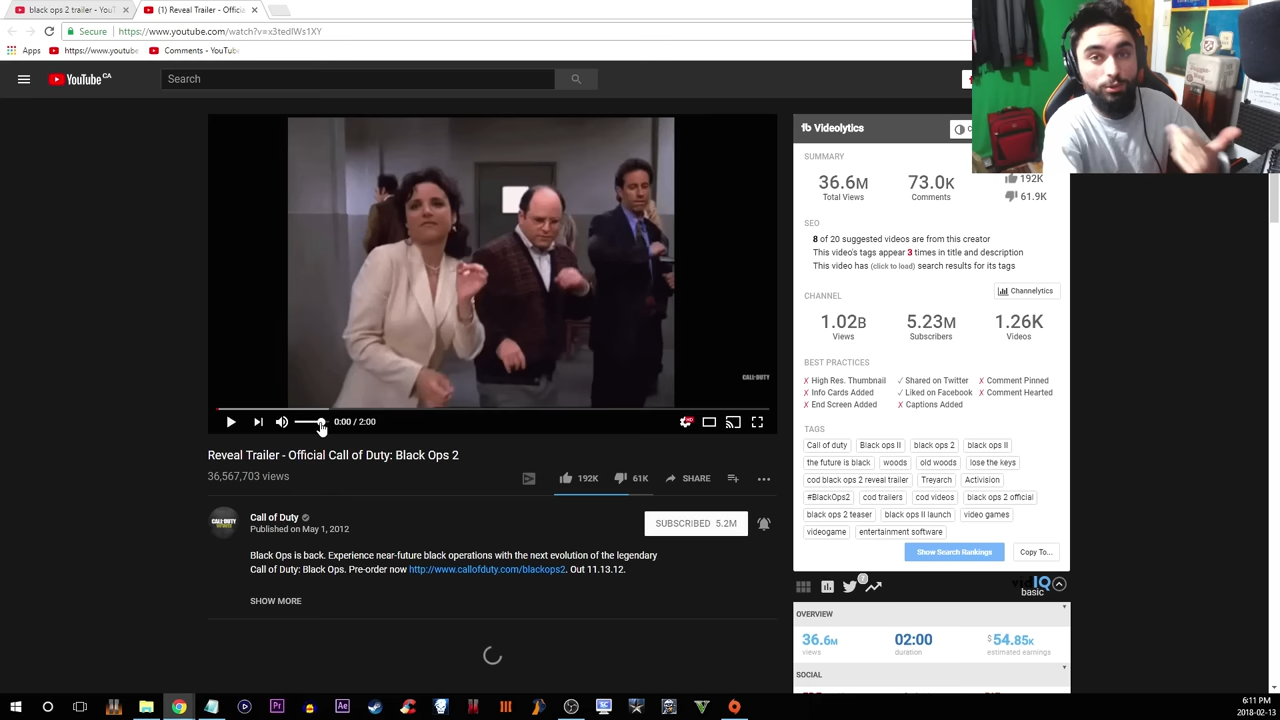 black ops 2 trailer - YouT
(1) Reveal Trailer - Offici
Secure
https://www.youtube.com/watch?v=x3tedlWs1XY
Apps
https://www.youtube
Comments - YouTub
YouTube CA
Search
CALL·DUTY
0:00 / 2:00
HD
Reveal Trailer - Official Call of Duty: Black Ops 2
36,567,703 views
192K
61K
SHARE
Call of Duty
Published on May 1, 2012
SUBSCRIBED 5.2M
Black Ops is back. Experience near-future black operations with the next evolution of the legendary
Call of Duty: Black Ops. Pre-order now http://www.callofduty.com/blackops2. Out 11.13.12.
SHOW MORE
tb Videolytics
SUMMARY
36.6M
73.0K
192K
Total Views
Comments
61.9K
SEO
8 of 20 suggested videos are from this creator
This video's tags appear 3 times in title and description
This video has (click to load) search results for its tags
CHANNEL
Channelytics
1.02B
5.23M
1.26K
Views
Subscribers
Videos
BEST PRACTICES
✗ High Res. Thumbnail
✓ Shared on Twitter
✗ Comment Pinned
✗ Info Cards Added
✓ Liked on Facebook
✗ Comment Hearted
✗ End Screen Added
✗ Captions Added
TAGS
Call of duty
Black ops II
black ops 2
black ops II
the future is black
woods
old woods
lose the keys
cod black ops 2 reveal trailer
Treyarch
Activision
#BlackOps2
cod trailers
cod videos
black ops 2 official
black ops 2 teaser
black ops II launch
video games
videogame
entertainment software
Show Search Rankings
Copy To...
vidIQ
basic
OVERVIEW
36.6M
02:00
$54.85K
views
duration
estimated earnings
SOCIAL
Pr
Ae
6:11 PM
2018-02-13